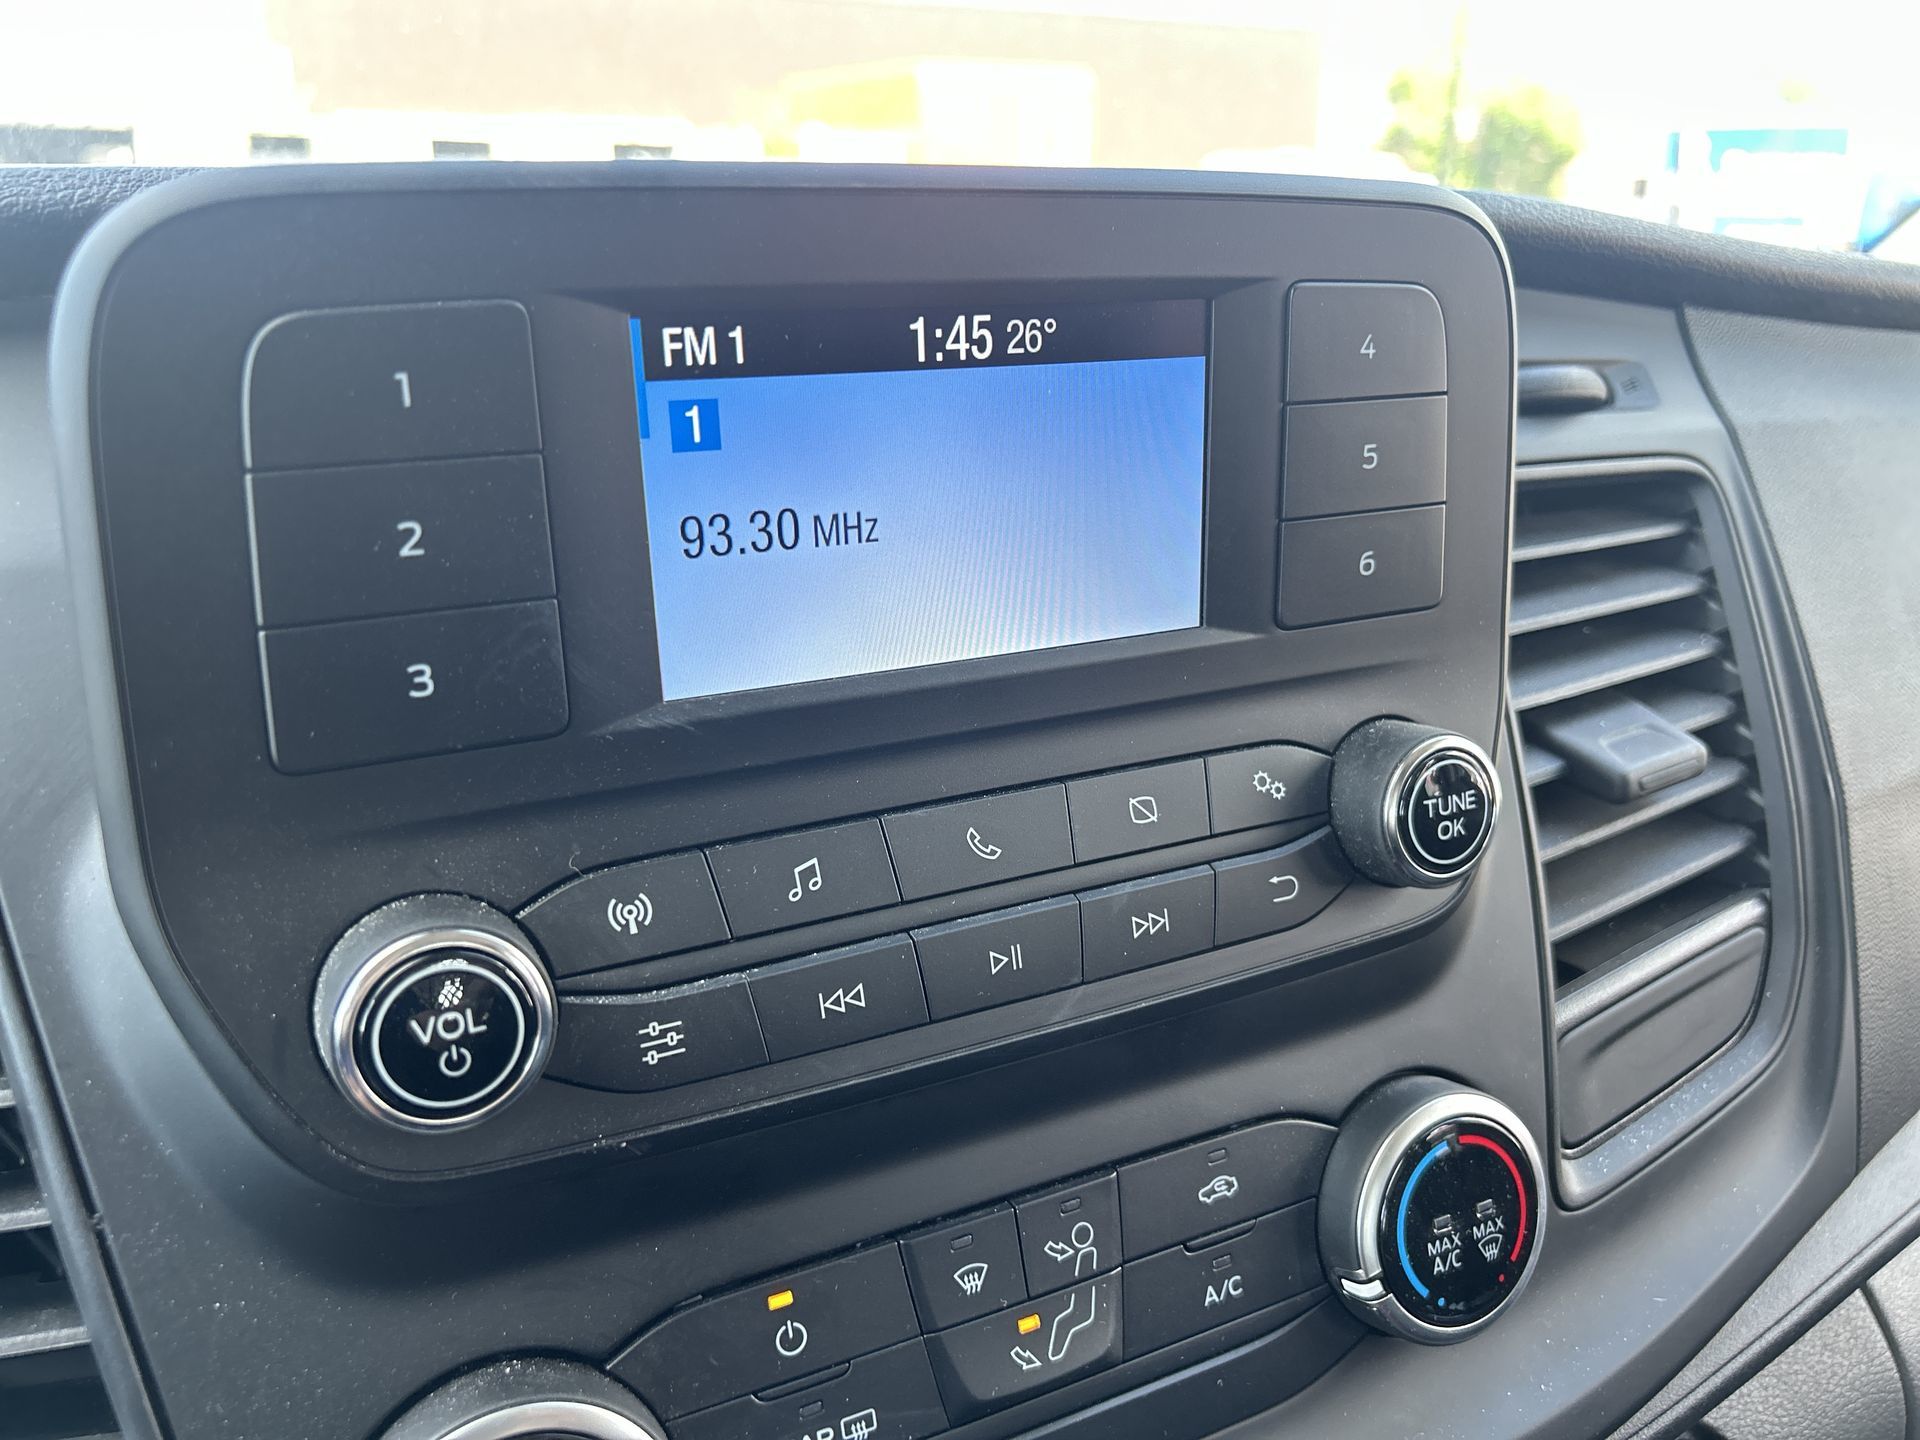 FM 1 1:45 26°
1
93.30 MHz
1
2
3
4
5
6
TUNE
OK
VOL
MAX
A/C
MAX
A/C